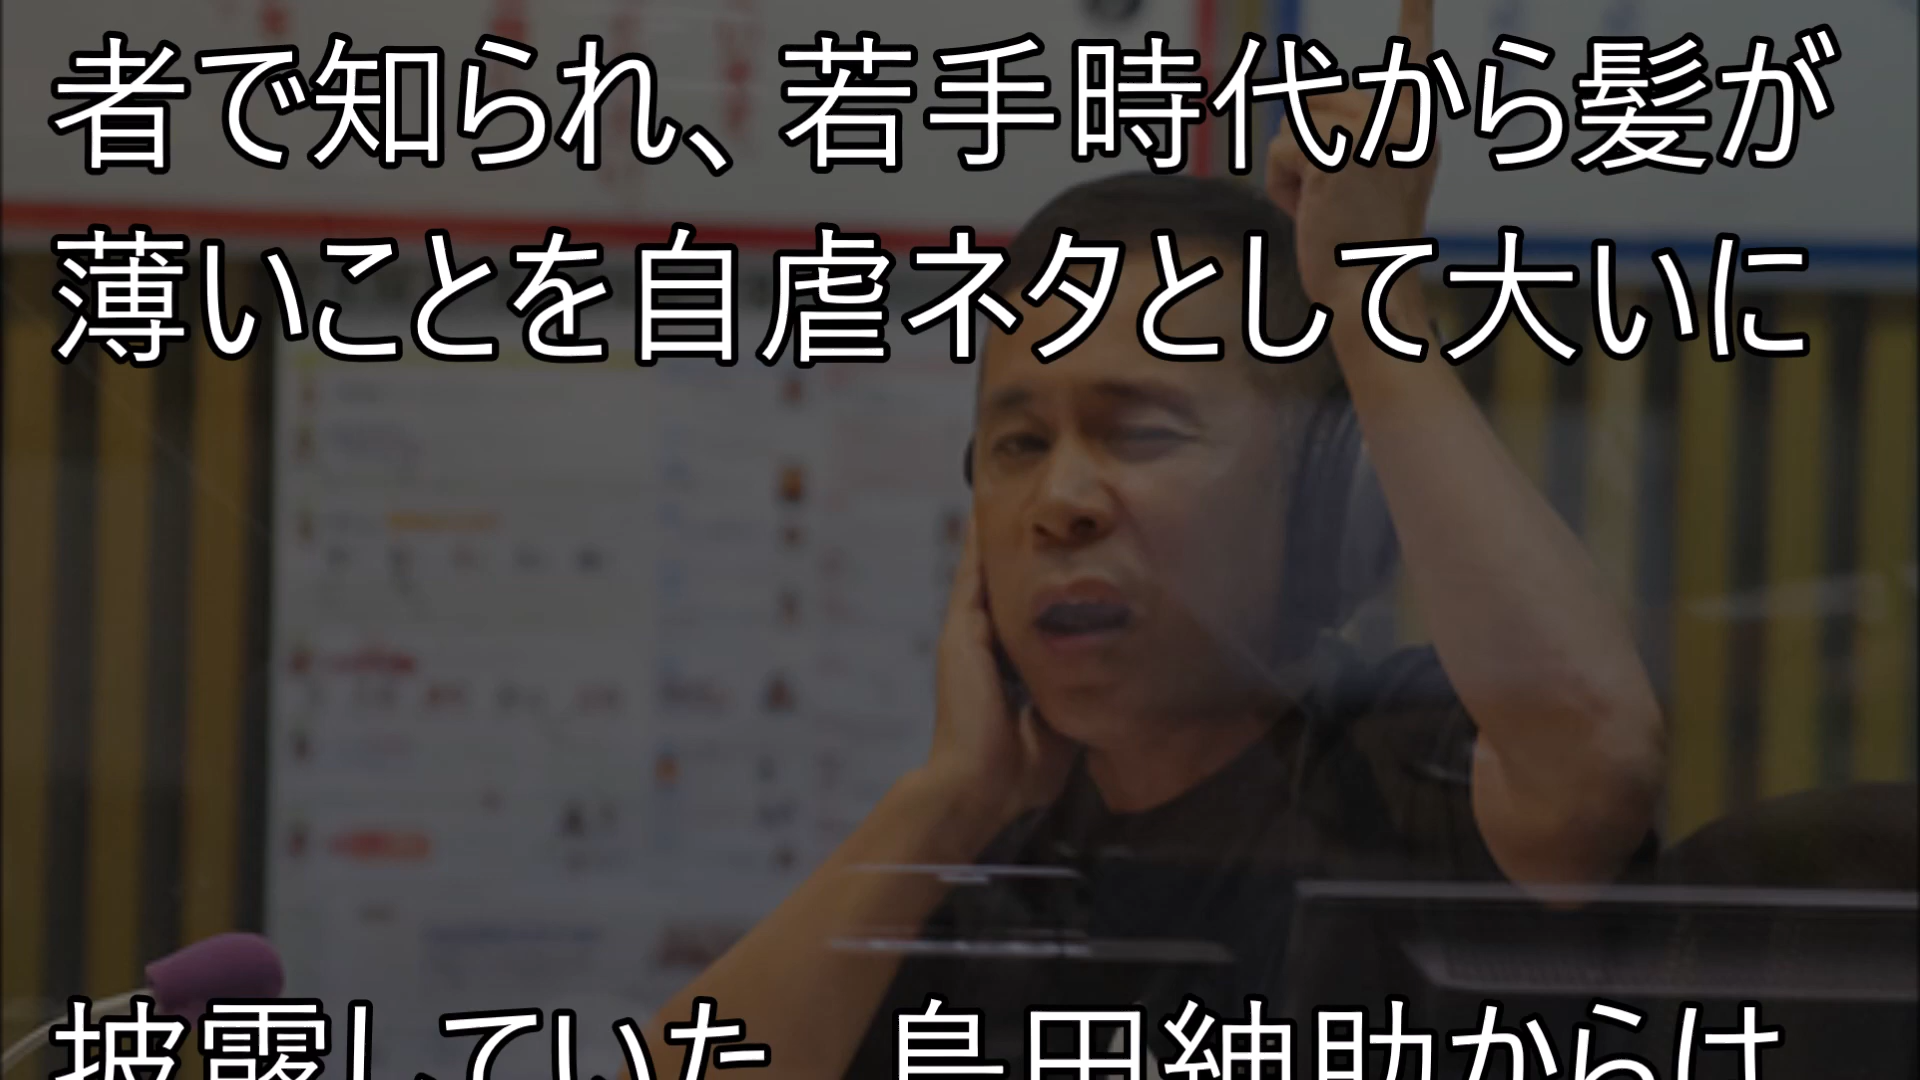 者で知られ、若手時代から髪が
薄いことを自虐ネタとして大いに
披露していた。島田紳助からは